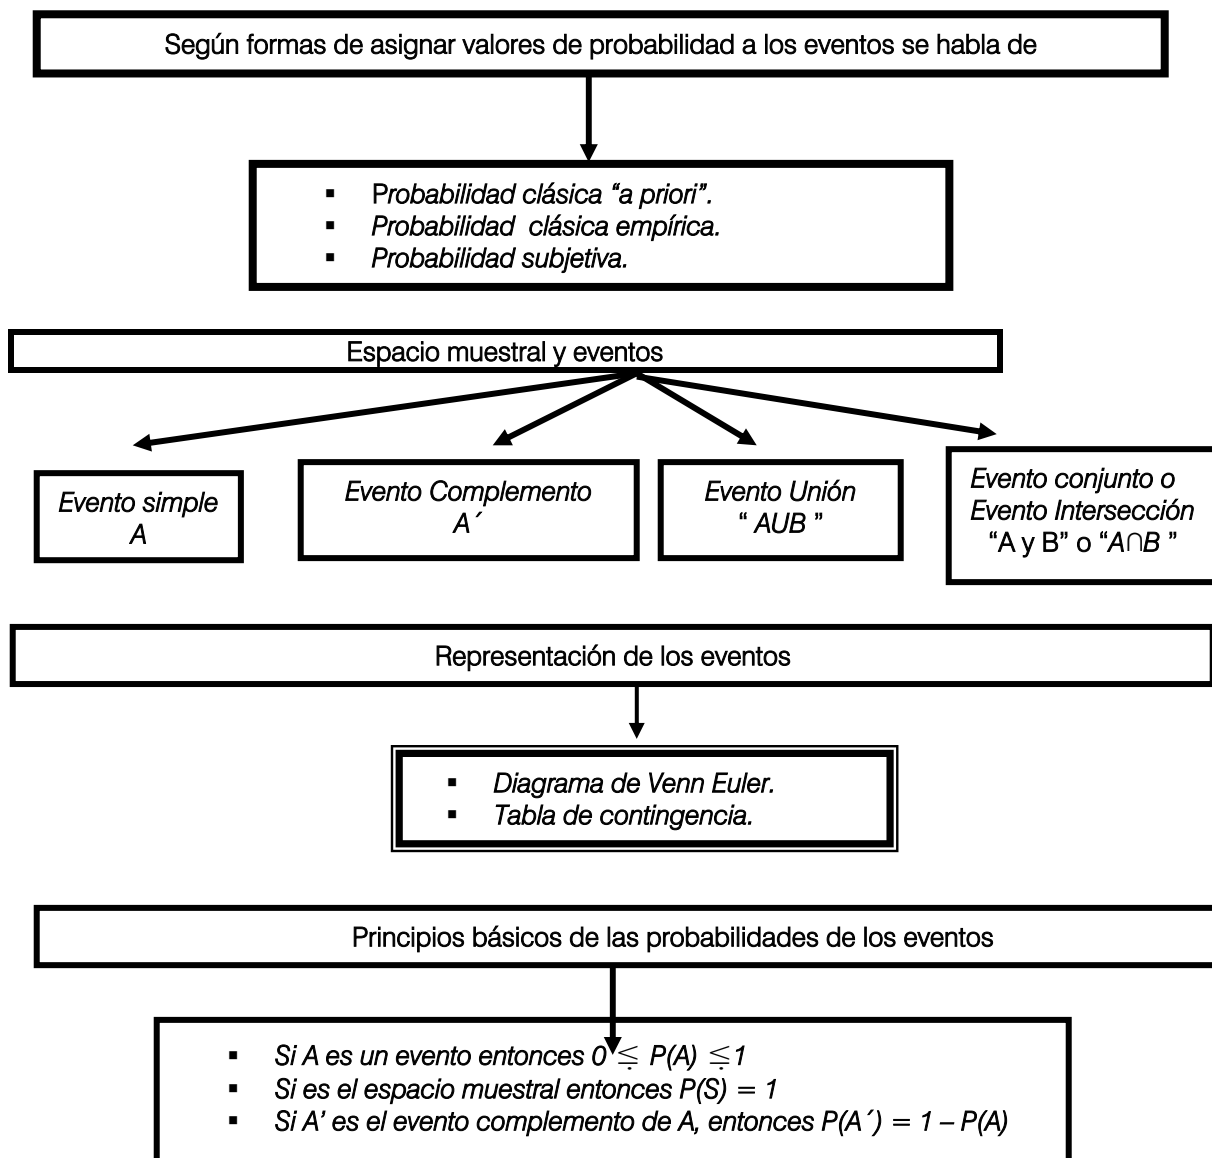 Según formas de asignar valores de probabilidad a los eventos se habla de
▪ Probabilidad clásica “a priori”.
▪ Probabilidad clásica empírica.
▪ Probabilidad subjetiva.
Espacio muestral y eventos
Evento simple
A
Evento Complemento
A´
Evento Unión
“ AUB ”
Evento conjunto o
Evento Intersección
“A y B” o “A∩B ”
Representación de los eventos
▪ Diagrama de Venn Euler.
▪ Tabla de contingencia.
Principios básicos de las probabilidades de los eventos
▪ Si A es un evento entonces 0 ≦ P(A) ≦1
▪ Si es el espacio muestral entonces P(S) = 1
▪ Si A’ es el evento complemento de A, entonces P(A´) = 1 – P(A)